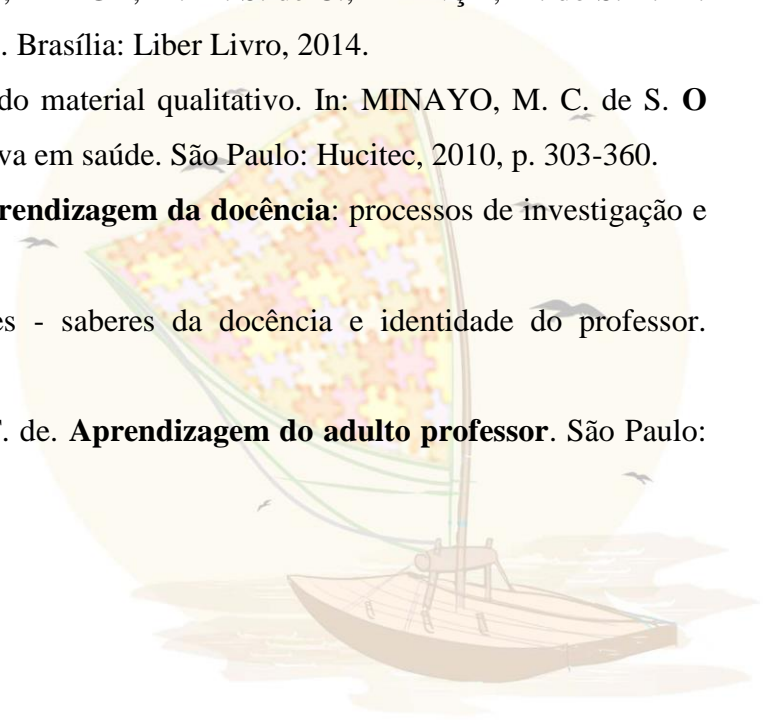 . Brasília: Liber Livro, 2014.
do material qualitativo. In: MINAYO, M. C. de S. O
va em saúde. São Paulo: Hucitec, 2010, p. 303-360.
rendizagem da docência: processos de investigação e
es - saberes da docência e identidade do professor.
. de. Aprendizagem do adulto professor. São Paulo: